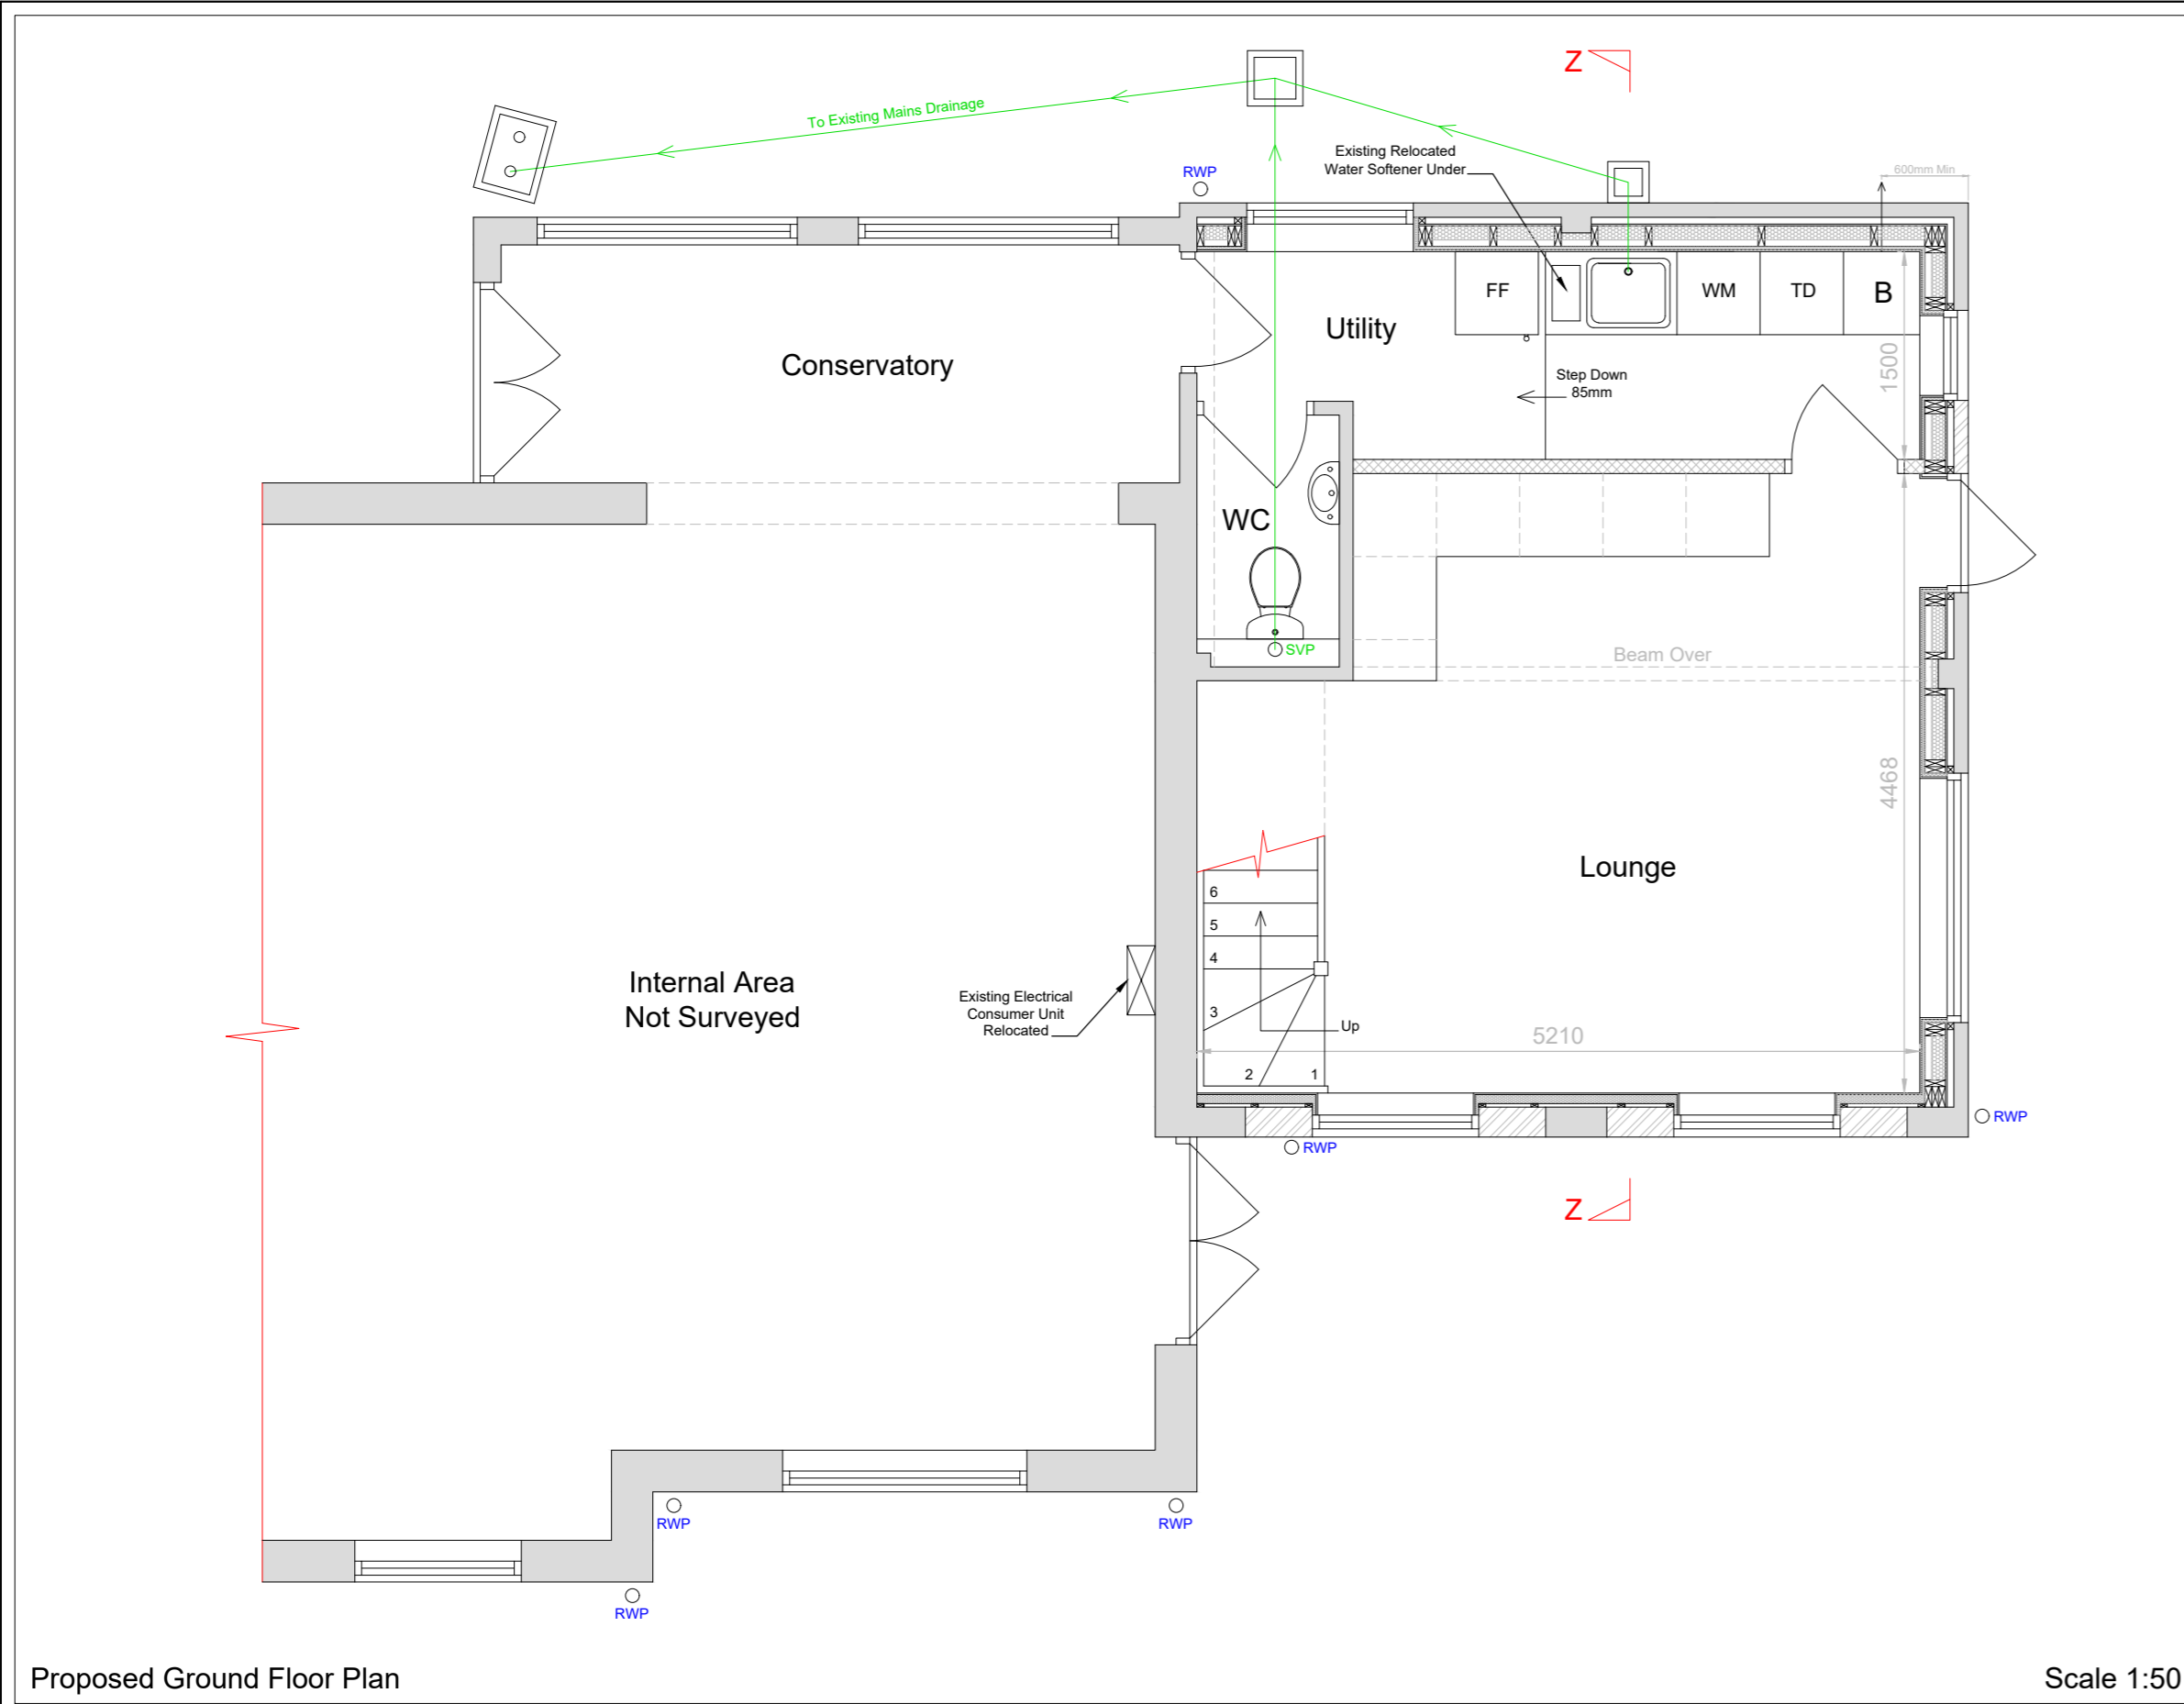 Z
To Existing Mains Drainage
Existing Relocated
Water Softener Under
RWP
600mm Min
FF
WM
TD
B
Utility
Conservatory
1500
Step Down
85mm
WC
SVP
Beam Over
4468
Lounge
6
5
4
3
2
1
Up
5210
Internal Area
Not Surveyed
Existing Electrical
Consumer Unit
Relocated
RWP
RWP
Z
RWP
RWP
RWP
Proposed Ground Floor Plan
Scale 1:50